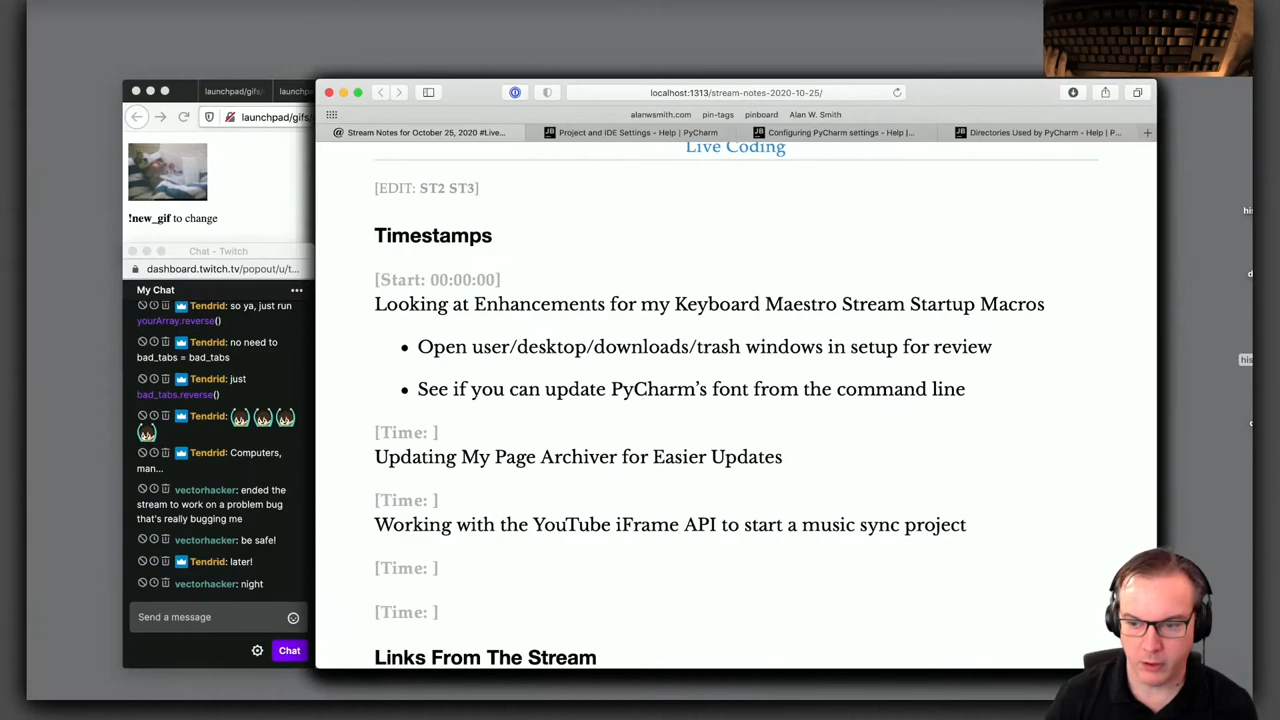 launchpad/gifs/
launchp
launchpad/gifs/
!new_gif to change
Chat - Twitch
dashboard.twitch.tv/popout/u/t...
My Chat
Tendrid: so ya, just run
yourArray.reverse()
Tendrid: no need to
bad_tabs = bad_tabs
Tendrid: just
bad_tabs.reverse()
Tendrid:
Tendrid: Computers,
man...
vectorhacker: ended the
stream to work on a problem bug
that's really bugging me
vectorhacker: be safe!
Tendrid: later!
vectorhacker: night
Send a message
Chat
localhost:1313/stream-notes-2020-10-25/
alanwsmith.com pin-tags pinboard Alan W. Smith
@ Stream Notes for October 25, 2020 #Live...
Project and IDE Settings - Help | PyCharm
Configuring PyCharm settings - Help |...
Directories Used by PyCharm - Help | P...
Live Coding
[EDIT: ST2 ST3]
Timestamps
[Start: 00:00:00]
Looking at Enhancements for my Keyboard Maestro Stream Startup Macros
• Open user/desktop/downloads/trash windows in setup for review
• See if you can update PyCharm’s font from the command line
[Time: ]
Updating My Page Archiver for Easier Updates
[Time: ]
Working with the YouTube iFrame API to start a music sync project
[Time: ]
[Time: ]
Links From The Stream
his
his